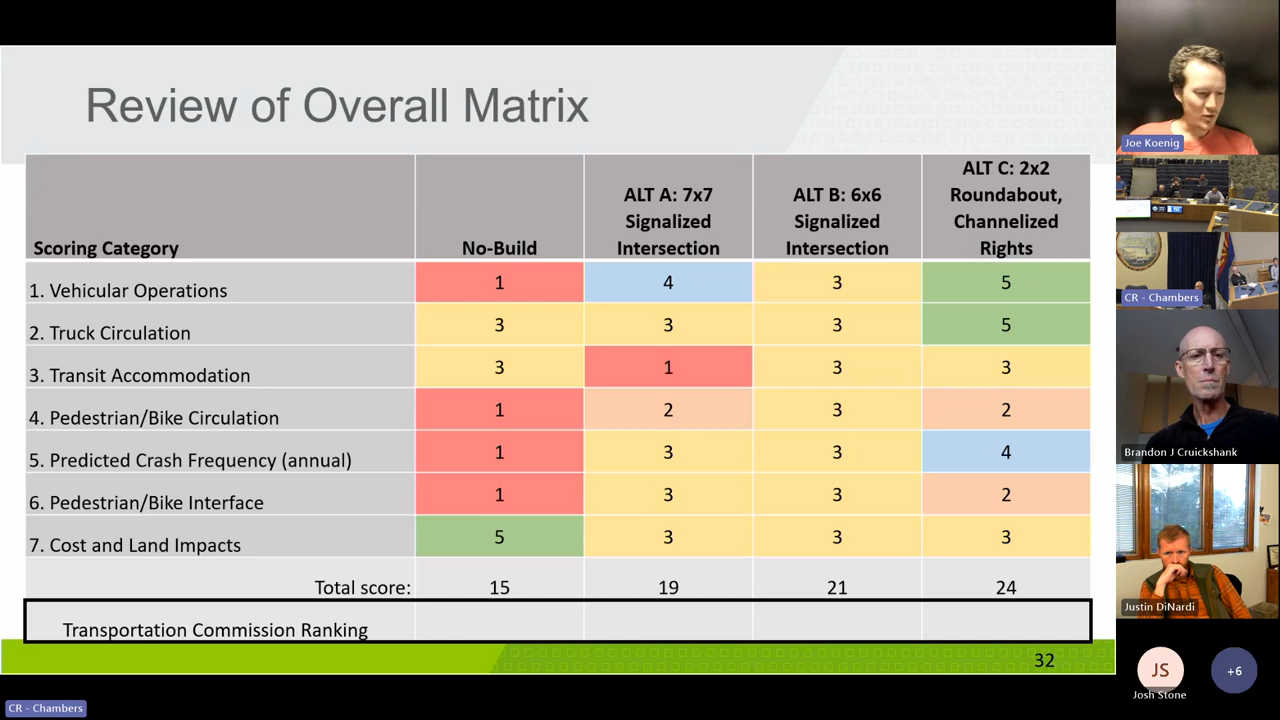 Review of Overall Matrix
Scoring Category
No-Build
ALT A: 7x7
Signalized
Intersection
ALT B: 6x6
Signalized
Intersection
ALT C: 2x2
Roundabout,
Channelized
Rights
1. Vehicular Operations 1 4 3 5
2. Truck Circulation 3 3 3 5
3. Transit Accommodation 3 1 3 3
4. Pedestrian/Bike Circulation 1 2 3 2
5. Predicted Crash Frequency (annual) 1 3 3 4
6. Pedestrian/Bike Interface 1 3 3 2
7. Cost and Land Impacts 5 3 3 3
Total score: 15 19 21 24
Transportation Commission Ranking
32
CR - Chambers
Joe Koenig
CR - Chambers
Brandon J Cruickshank
Justin DiNardi
JS
Josh Stone
+6